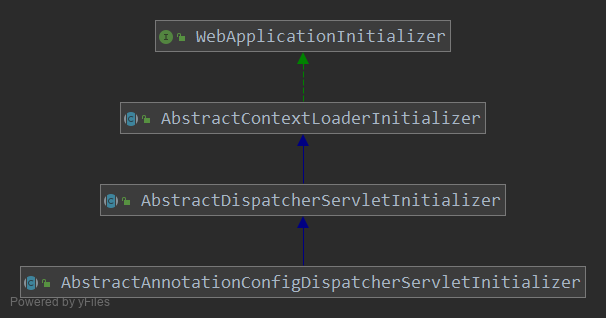 WebApplicationInitializer
AbstractContextLoaderInitializer
AbstractDispatcherServletInitializer
AbstractAnnotationConfigDispatcherServletInitializer
Powered by yFiles